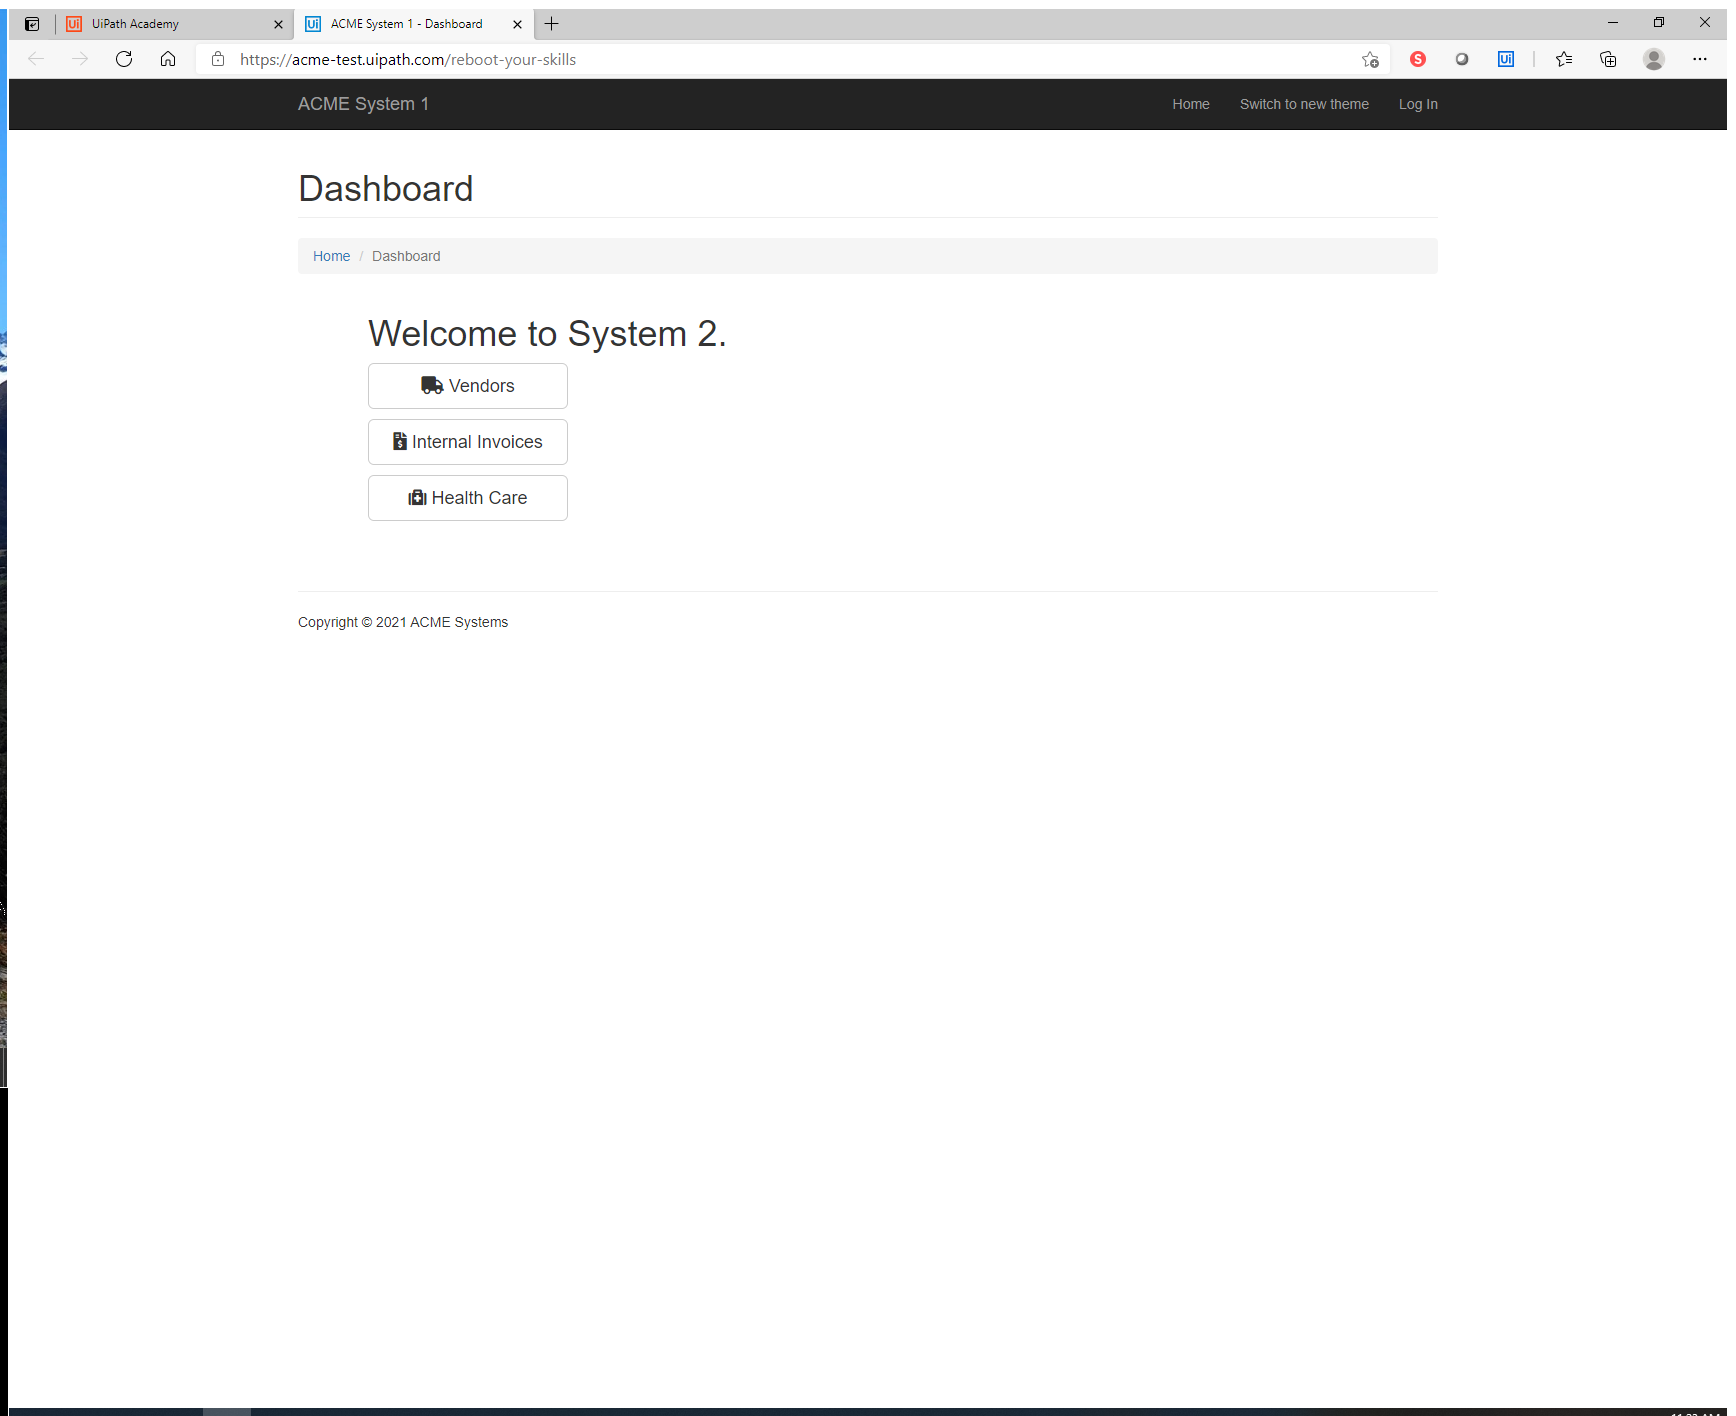 UiPath Academy
ACME System 1 - Dashboard
https://acme-test.uipath.com/reboot-your-skills
ACME System 1
Home
Switch to new theme
Log In
Dashboard
Home / Dashboard
Welcome to System 2.
Vendors
Internal Invoices
Health Care
Copyright © 2021 ACME Systems